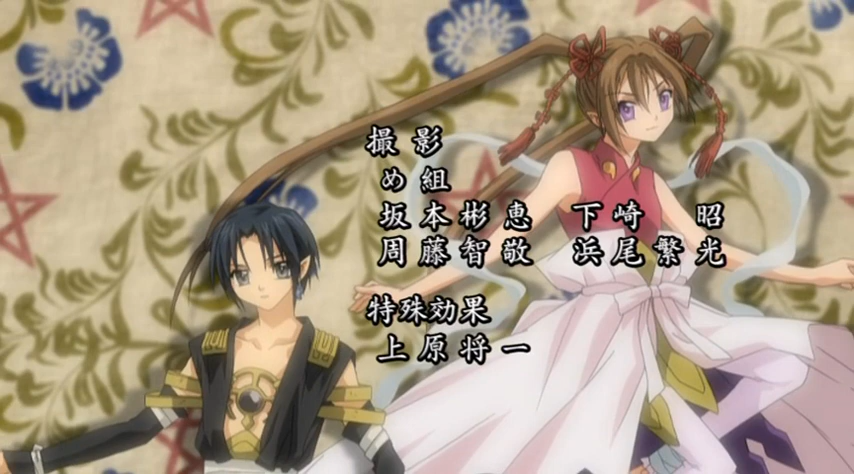 撮影
め組
坂本彬恵 下崎 昭
周藤智敬 浜尾繁光
特殊効果
上原将一